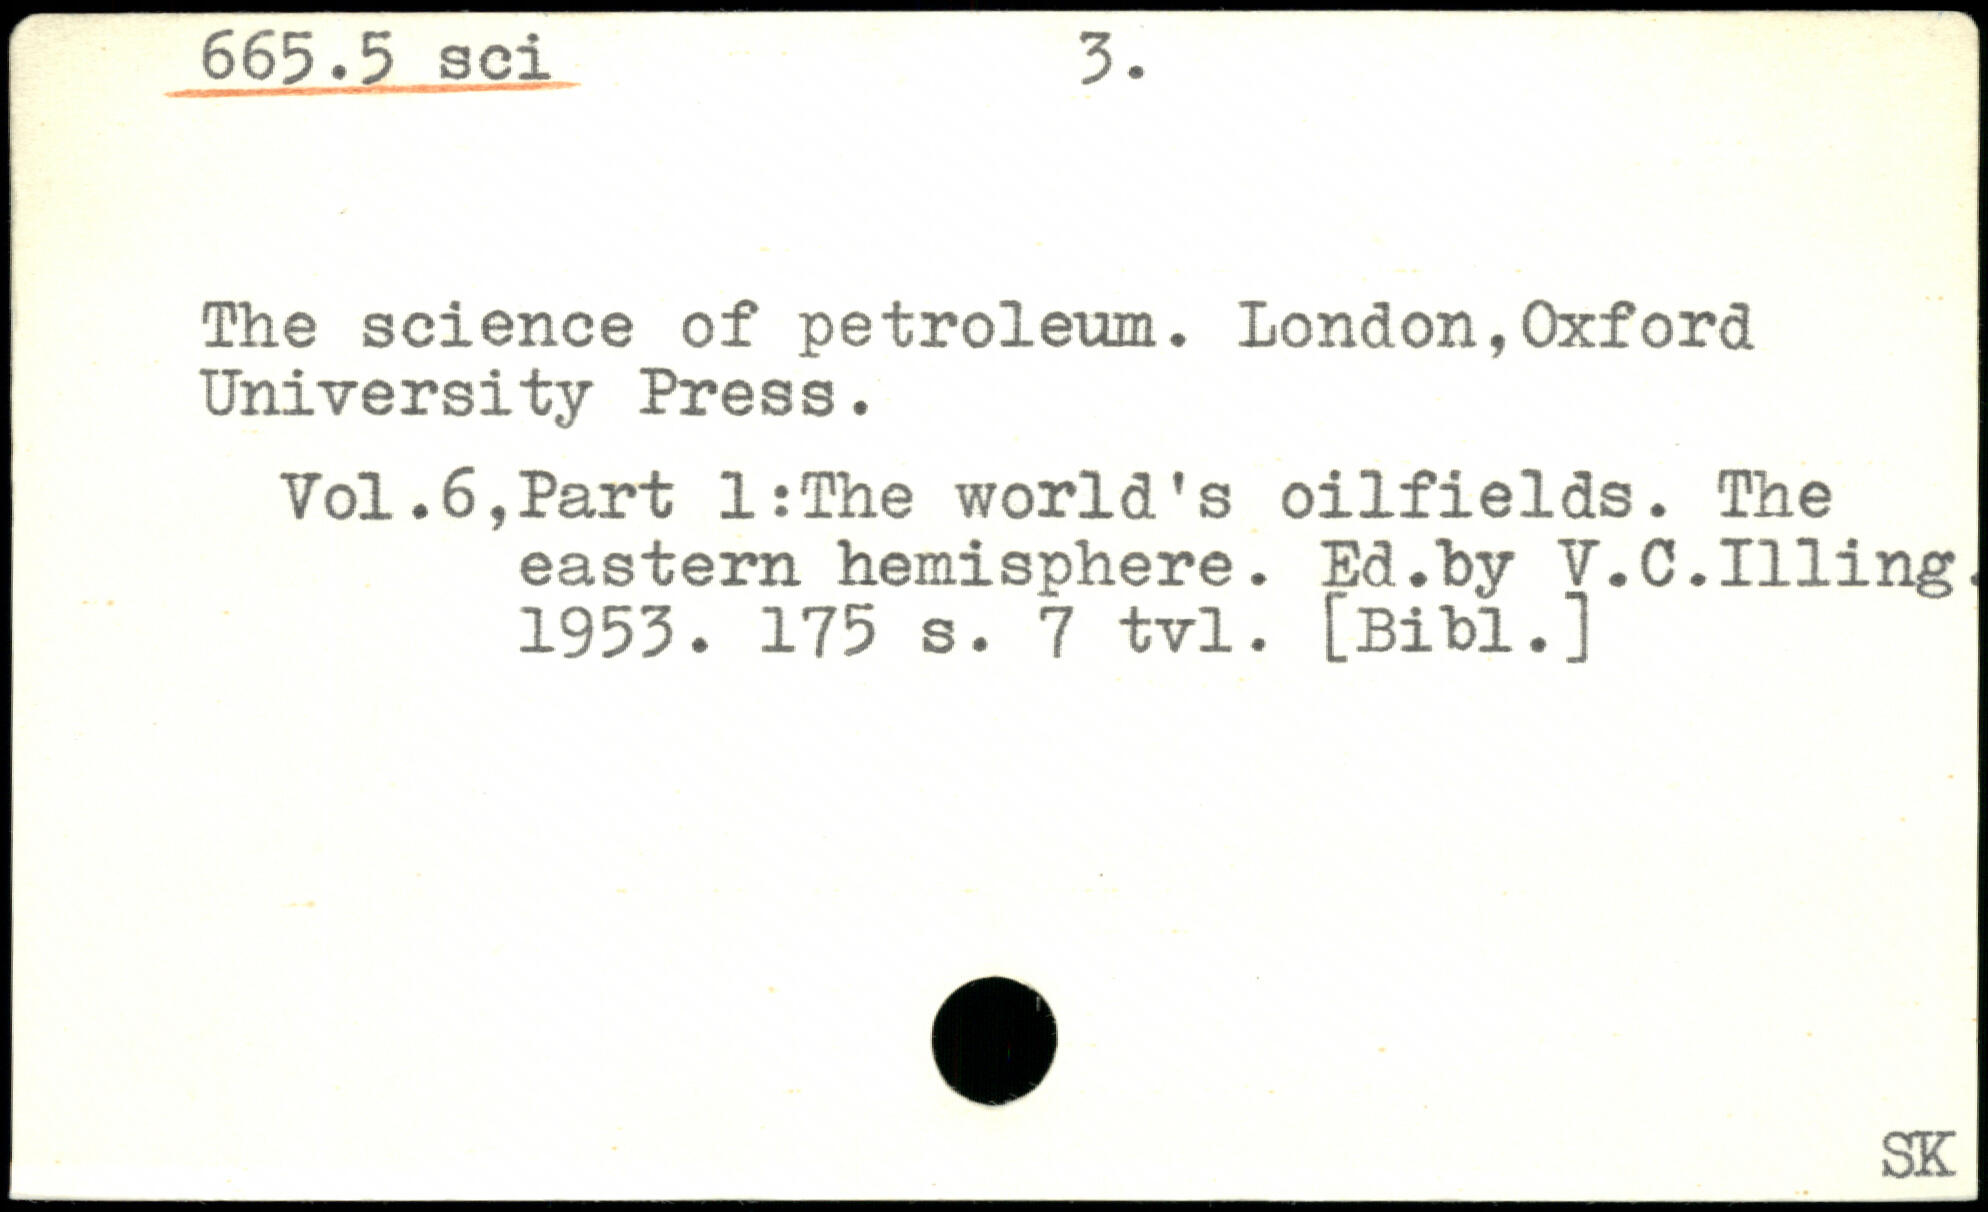 665.5 sci 3.
The science of petroleum. London,Oxford
University Press.
Vol.6,Part 1:The world's oilfields. The
eastern hemisphere. Ed.by V.C.Illing.
1953. 175 s. 7 tvl. [Bibl.]
SK